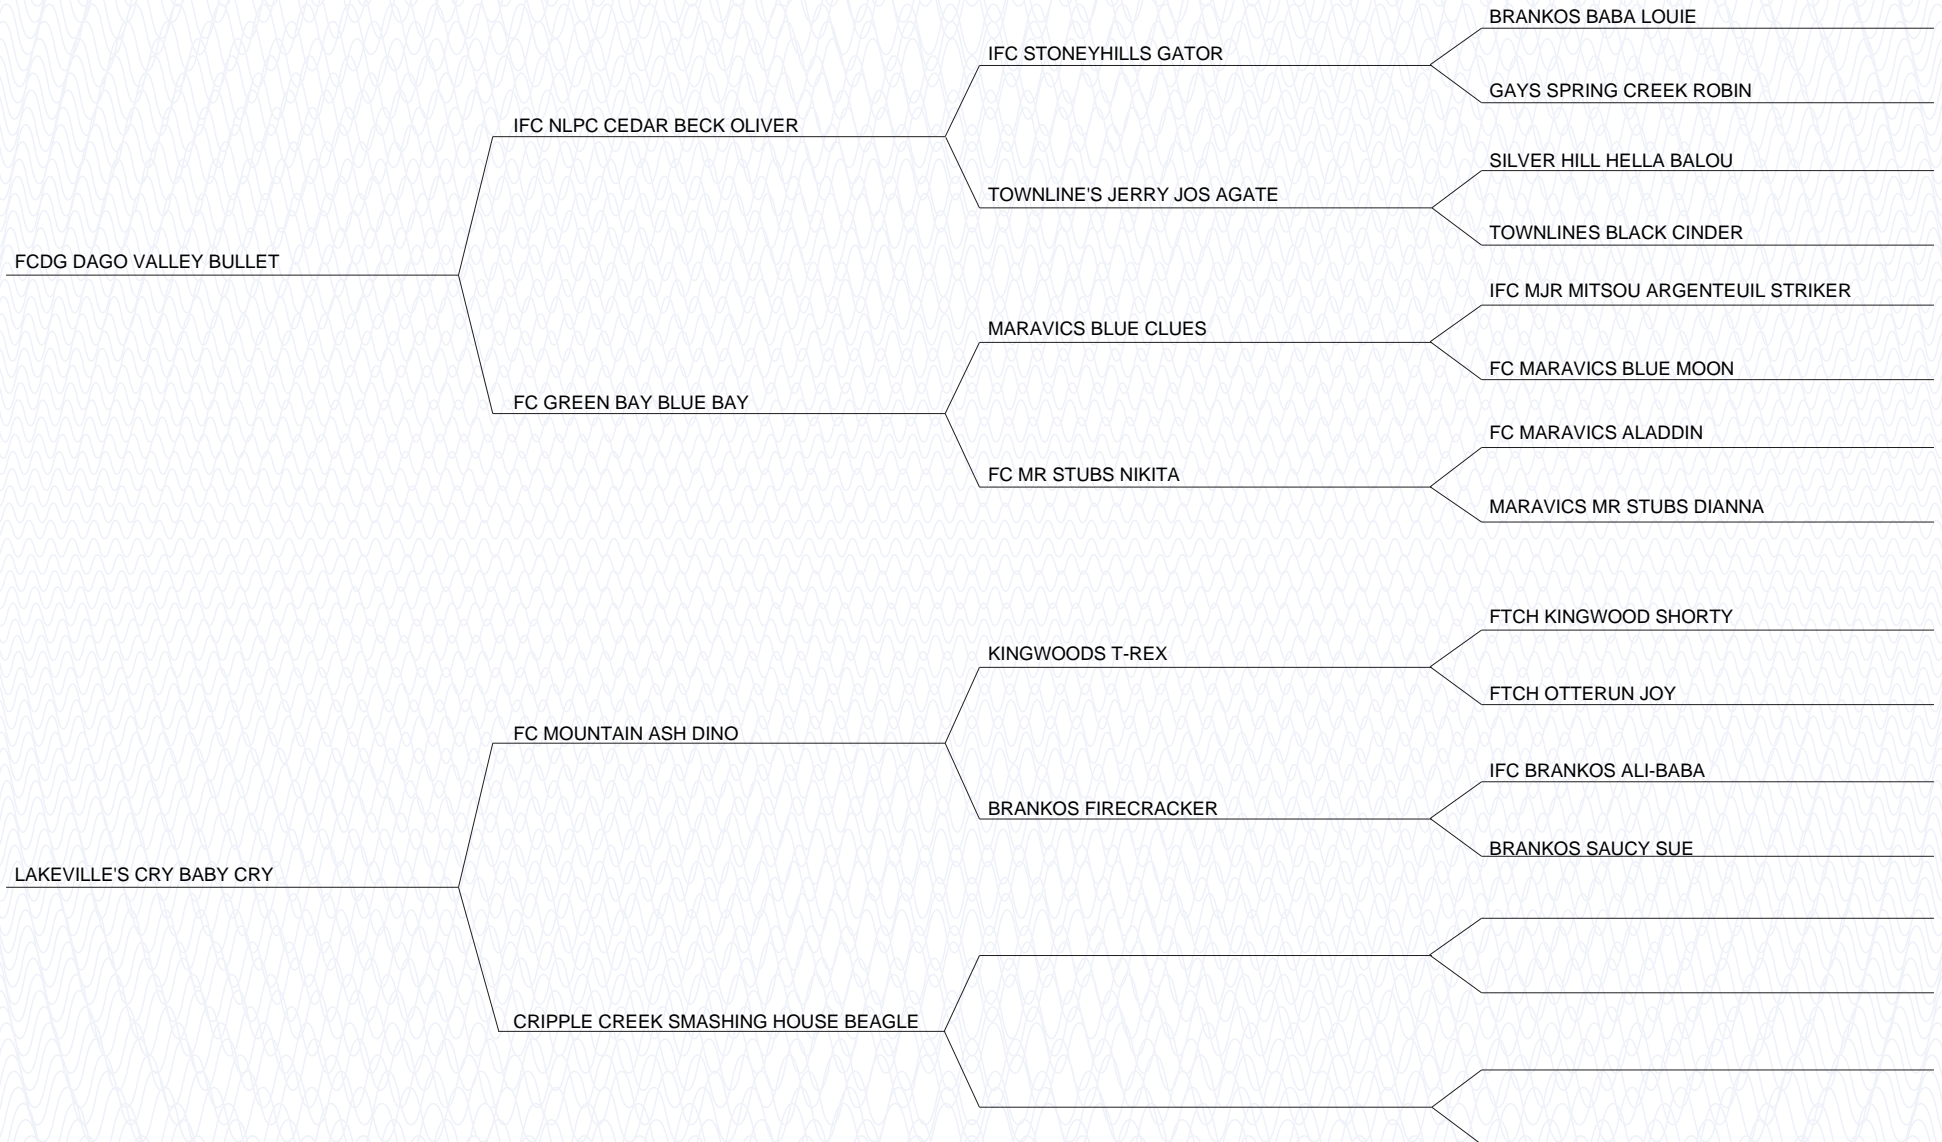 BRANKOS BABA LOUIE
IFC STONEYHILLS GATOR
GAYS SPRING CREEK ROBIN
IFC NLPC CEDAR BECK OLIVER
SILVER HILL HELLA BALOU
TOWNLINE'S JERRY JOS AGATE
TOWNLINES BLACK CINDER
FCDG DAGO VALLEY BULLET
IFC MJR MITSOU ARGENTEUIL STRIKER
MARAVICS BLUE CLUES
FC MARAVICS BLUE MOON
FC GREEN BAY BLUE BAY
FC MARAVICS ALADDIN
FC MR STUBS NIKITA
MARAVICS MR STUBS DIANNA
FTCH KINGWOOD SHORTY
KINGWOODS T-REX
FTCH OTTERUN JOY
FC MOUNTAIN ASH DINO
IFC BRANKOS ALI-BABA
BRANKOS FIRECRACKER
BRANKOS SAUCY SUE
LAKEVILLE'S CRY BABY CRY
CRIPPLE CREEK SMASHING HOUSE BEAGLE